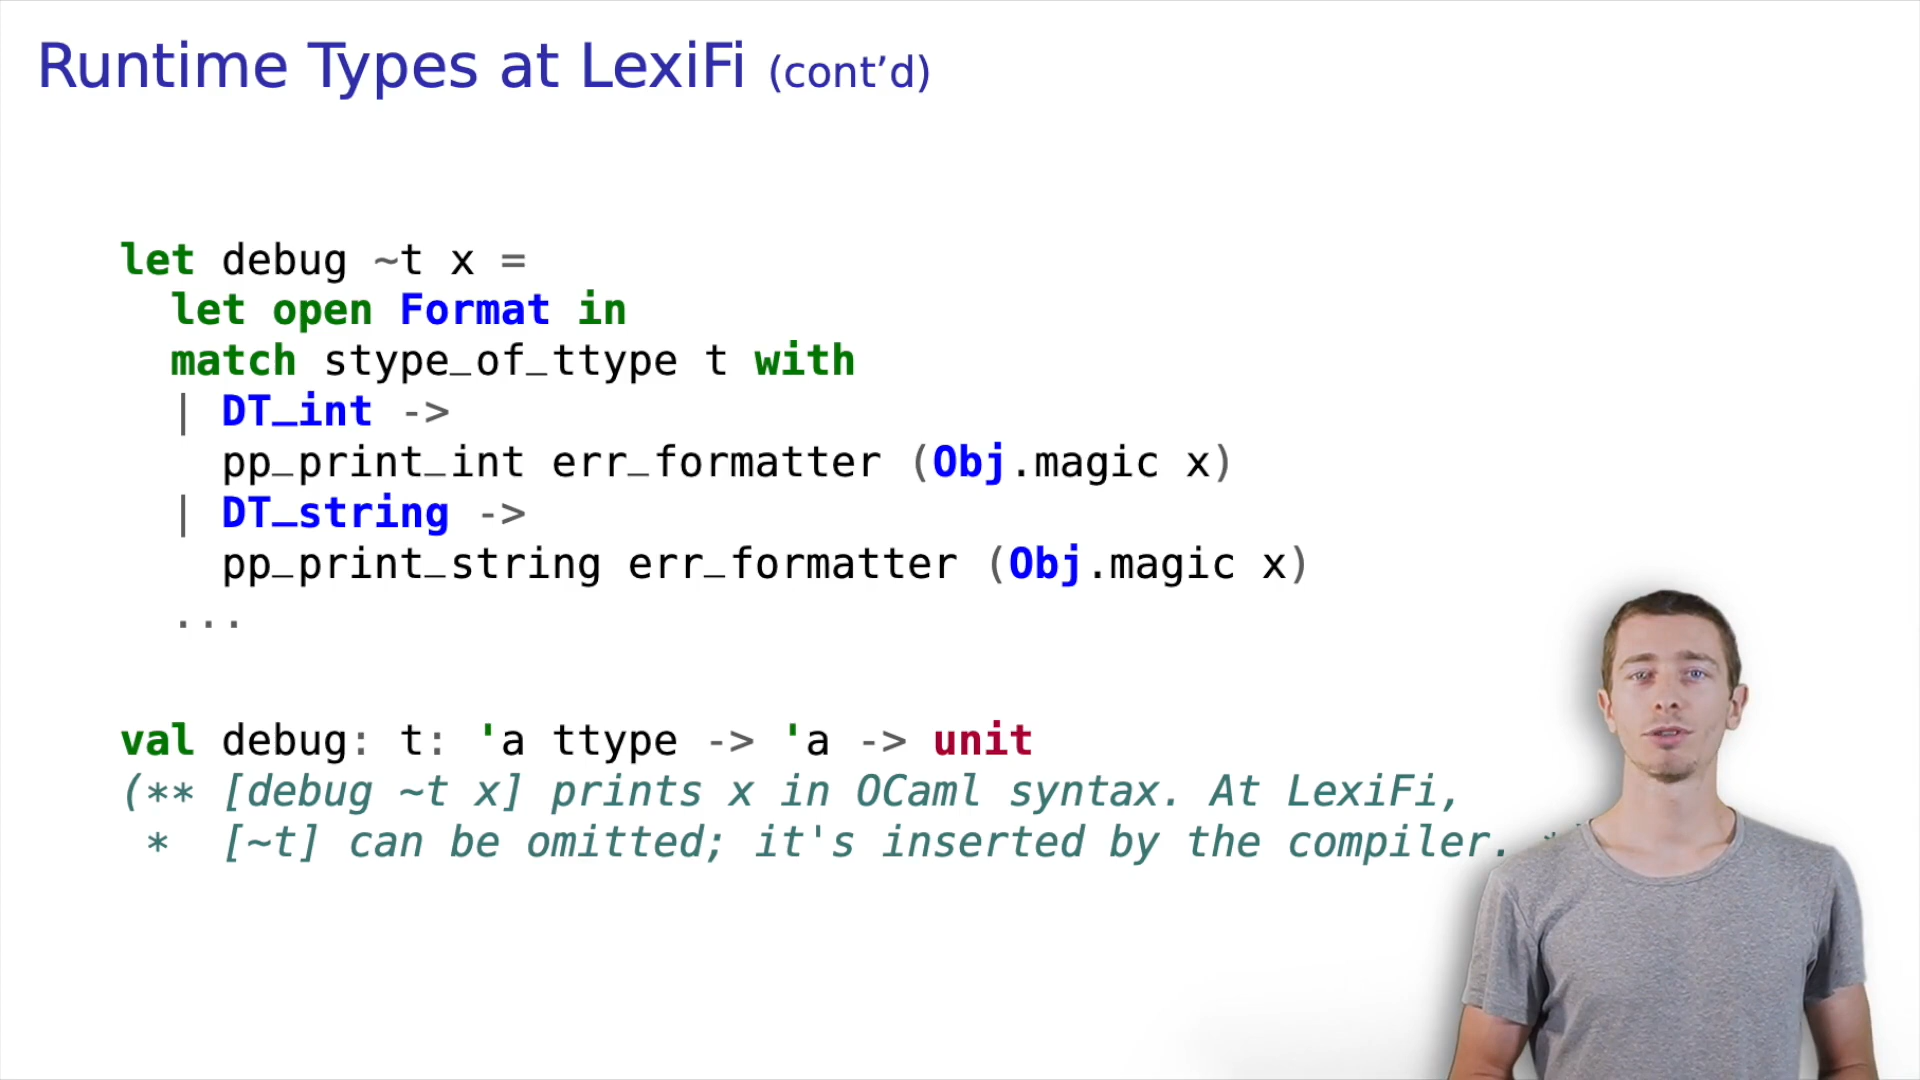 Runtime Types at LexiFi (cont’d)
let debug ~t x =
let open Format in
match stype_of_ttype t with
| DT_int ->
pp_print_int err_formatter (Obj.magic x)
| DT_string ->
pp_print_string err_formatter (Obj.magic x)
...
val debug: t: 'a ttype -> 'a -> unit
(** [debug ~t x] prints x in OCaml syntax. At LexiFi,
* [~t] can be omitted; it's inserted by the compiler.